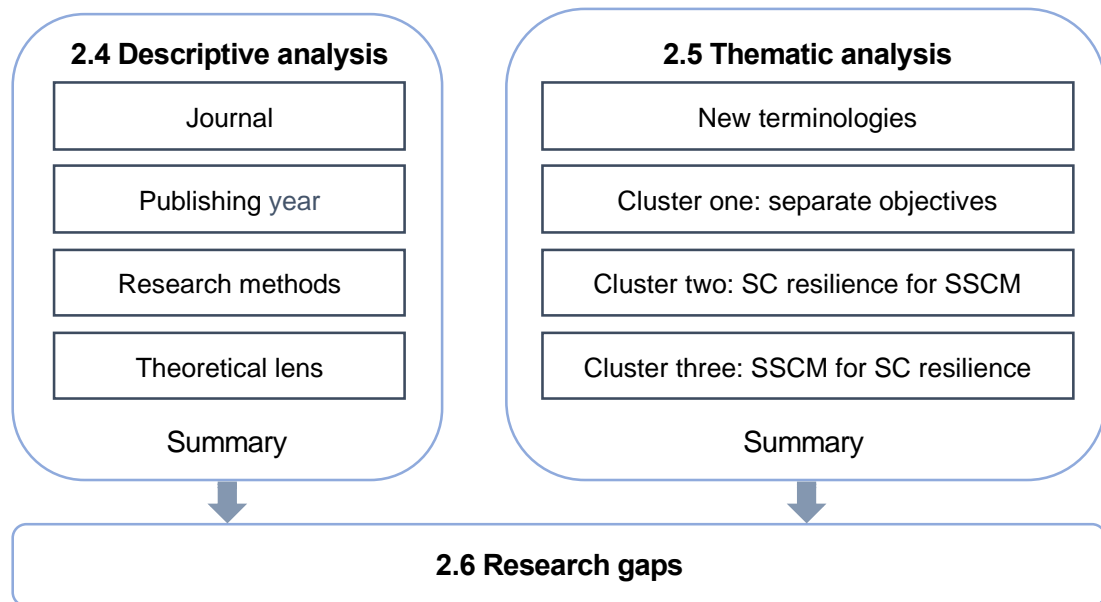 2.4 Descriptive analysis
Journal
Publishing year
Research methods
Theoretical lens
Summary
2.5 Thematic analysis
New terminologies
Cluster one: separate objectives
Cluster two: SC resilience for SSCM
Cluster three: SSCM for SC resilience
Summary
2.6 Research gaps